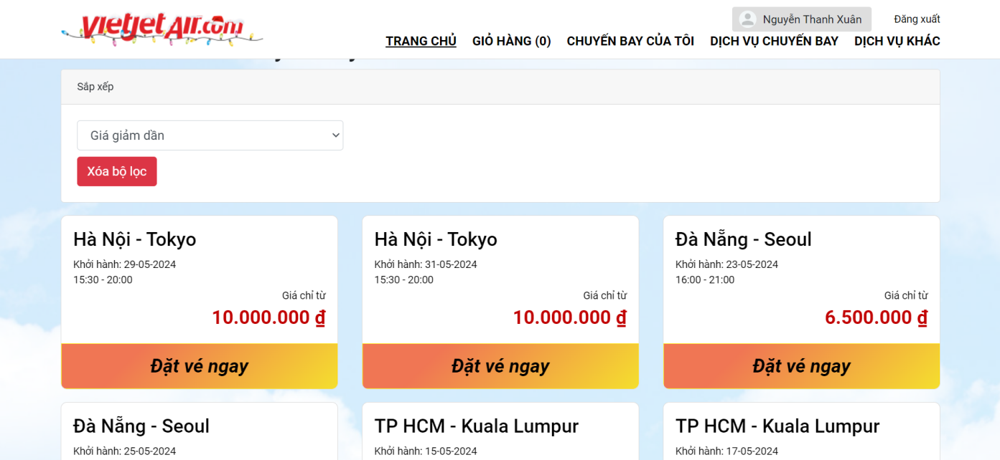 vietjet Air.com
Nguyễn Thanh Xuân
Đăng xuất
TRANG CHỦ
GIỎ HÀNG (0)
CHUYẾN BAY CỦA TÔI
DỊCH VỤ CHUYẾN BAY
DỊCH VỤ KHÁC
Sắp xếp
Giá giảm dần
Xóa bộ lọc
Hà Nội - Tokyo
Khởi hành: 29-05-2024
15:30 - 20:00
Giá chỉ từ
10.000.000 ₫
Đặt vé ngay
Hà Nội - Tokyo
Khởi hành: 31-05-2024
15:30 - 20:00
Giá chỉ từ
10.000.000 ₫
Đặt vé ngay
Đà Nẵng - Seoul
Khởi hành: 23-05-2024
16:00 - 21:00
Giá chỉ từ
6.500.000 ₫
Đặt vé ngay
Đà Nẵng - Seoul
Khởi hành: 25-05-2024
TP HCM - Kuala Lumpur
Khởi hành: 15-05-2024
TP HCM - Kuala Lumpur
Khởi hành: 17-05-2024